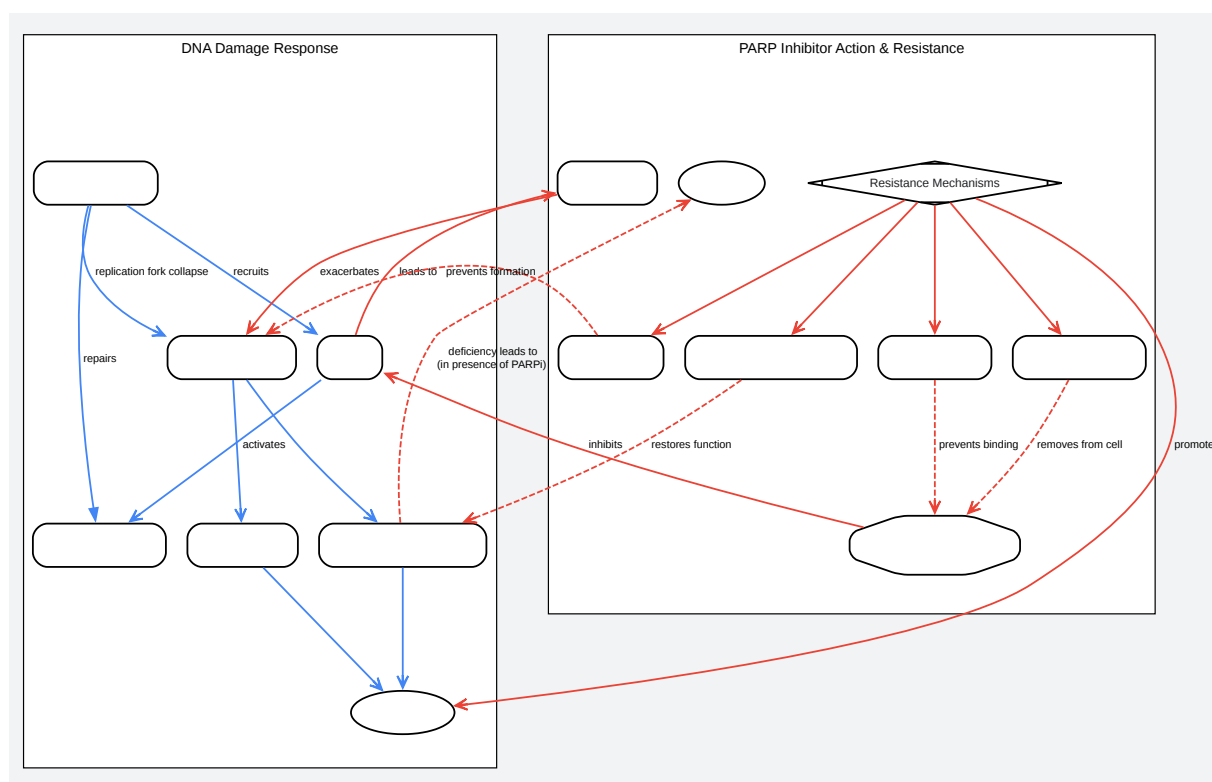 DNA Damage Response
PARP Inhibitor Action & Resistance
Resistance Mechanisms
replication fork collapse
recruits
exacerbates
leads to
prevents formation
repairs
deficiency leads to
(in presence of PARPi)
activates
inhibits
restores function
prevents binding
removes from cell
promote